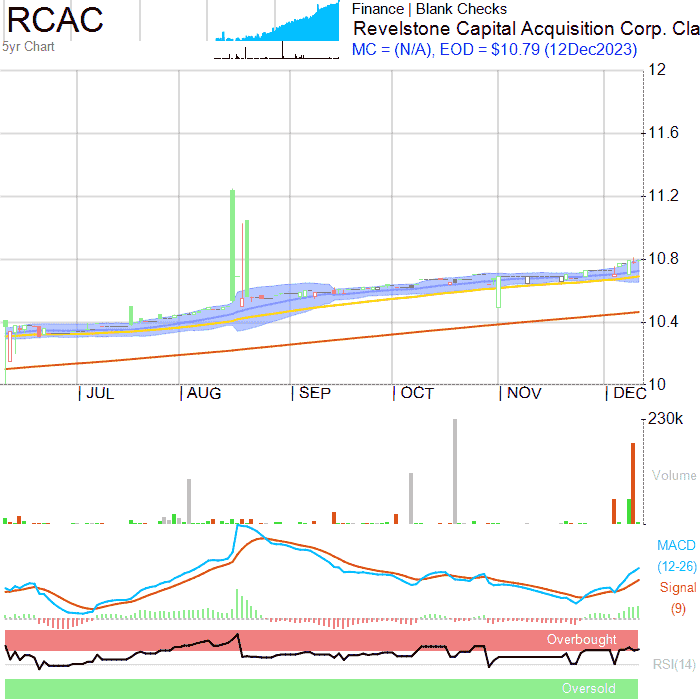 RCAC
5yr Chart
Finance | Blank Checks
Revelstone Capital Acquisition Corp. Cla
MC = (N/A), EOD = $10.79 (12Dec2023)
12
11.6
11.2
10.8
10.4
10
JUL AUG SEP OCT NOV DEC
230k
Volume
MACD
(12-26)
Signal
(9)
Overbought
RSI(14)
Oversold